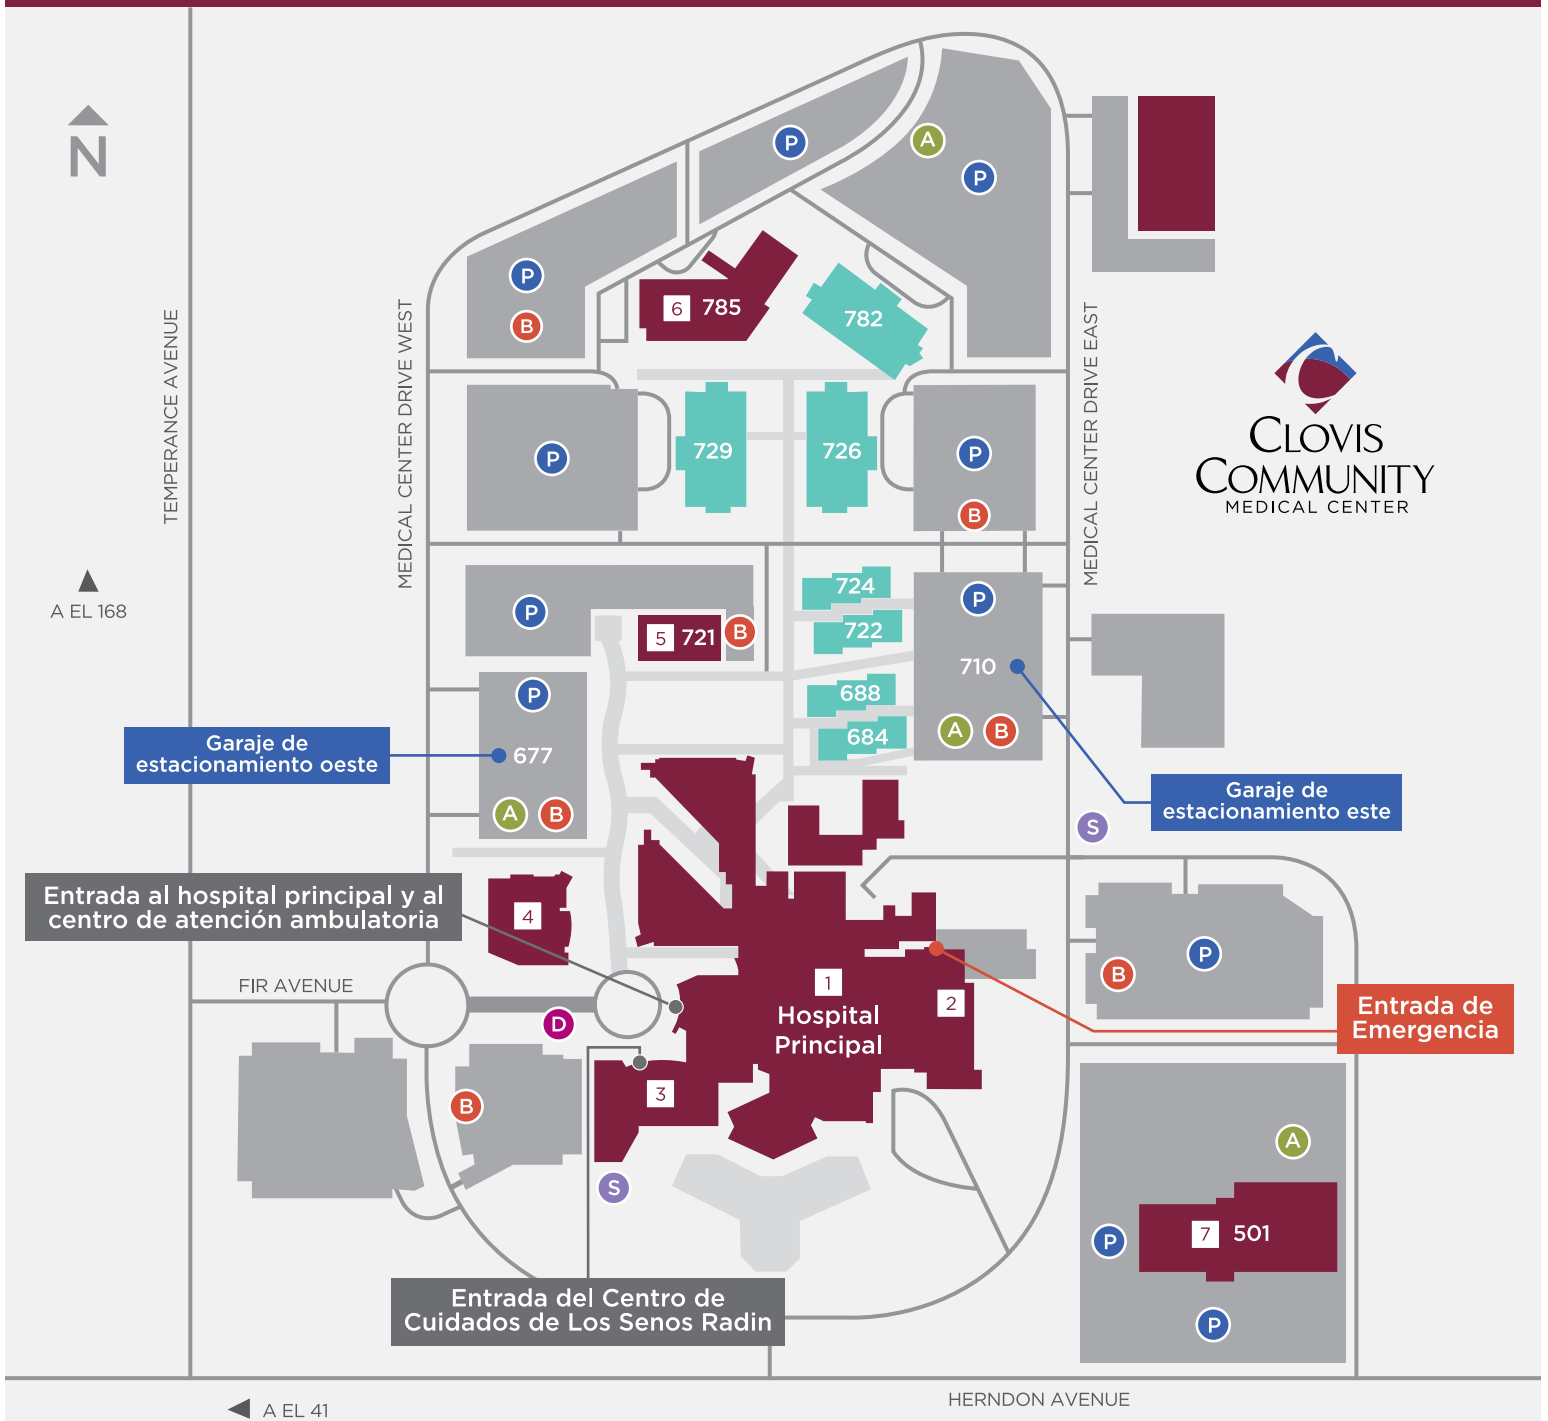 N
P
A
P
P
B
6 785
782
TEMPERANCE AVENUE
MEDICAL CENTER DRIVE WEST
MEDICAL CENTER DRIVE EAST
CLOVIS
COMMUNITY
MEDICAL CENTER
P
729
726
P
B
A EL 168
P
5 721
B
724
722
P
710
688
684
A
B
P
677
A
B
Garaje de
estacionamiento oeste
Garaje de
estacionamiento este
S
Entrada al hospital principal y al
centro de atención ambulatoria
4
FIR AVENUE
D
1
Hospital
Principal
2
B
P
Entrada de
Emergencia
B
3
S
A
7 501
P
P
Entrada del Centro de
Cuidados de Los Senos Radin
HERNDON AVENUE
A EL 41